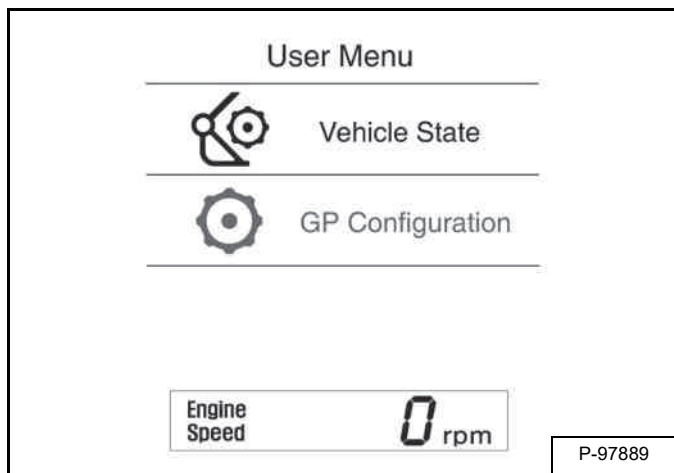 User Menu
Vehicle State
GP Configuration
Engine
Speed
0 rpm
P-97889